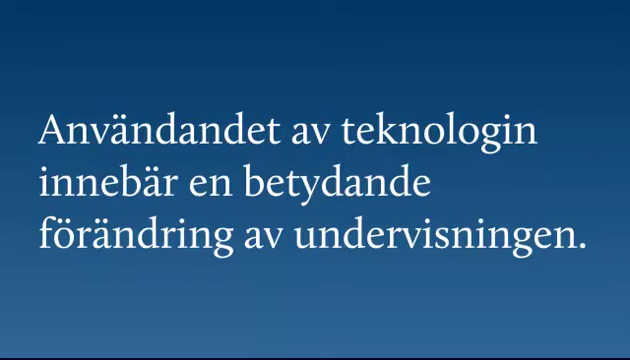 Användandet av teknologin
innebär en betydande
förändring av undervisningen.